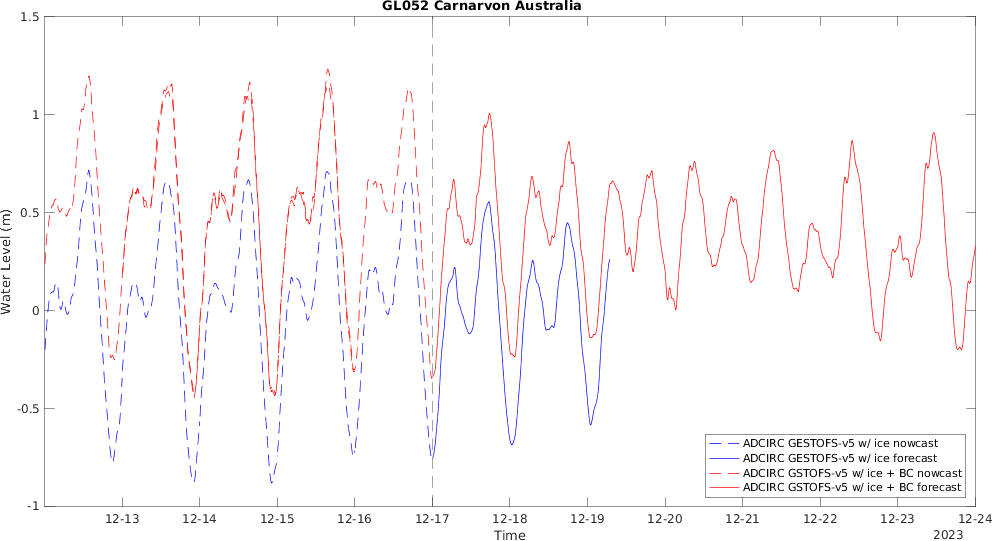 GL052 Carnarvon Australia
1.5
1
0.5
0
-0.5
-1
Water Level (m)
12-13 12-14 12-15 12-16 12-17 12-18 12-19 12-20 12-21 12-22 12-23 12-24
Time
2023
ADCIRC GESTOFS-v5 w/ ice nowcast
ADCIRC GESTOFS-v5 w/ ice forecast
ADCIRC GSTOFS-v5 w/ ice + BC nowcast
ADCIRC GSTOFS-v5 w/ ice + BC forecast